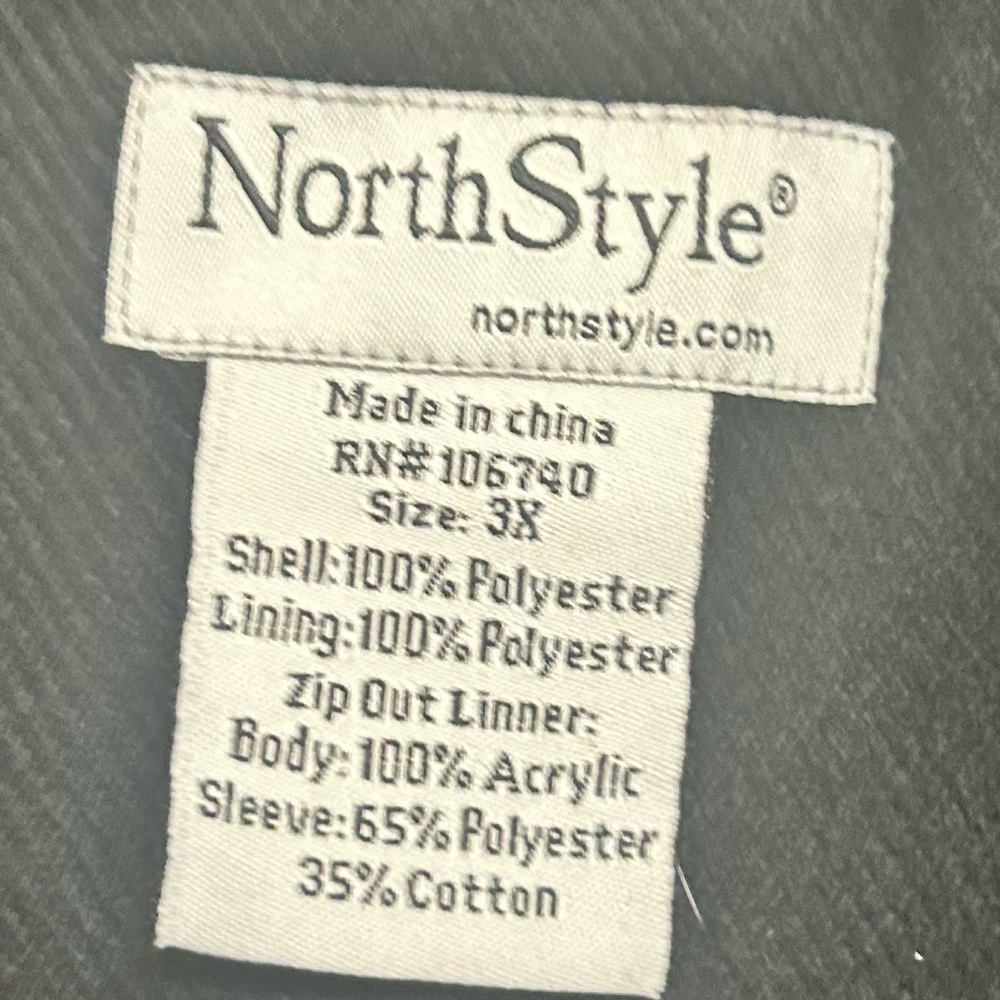 NorthStyle®
northstyle.com
Made in china
RN#106740
Size: 3X
Shell:100% Polyester
Lining:100% Polyester
Zip Out Linner:
Body:100% Acrylic
Sleeve:65% Polyester
35% Cotton